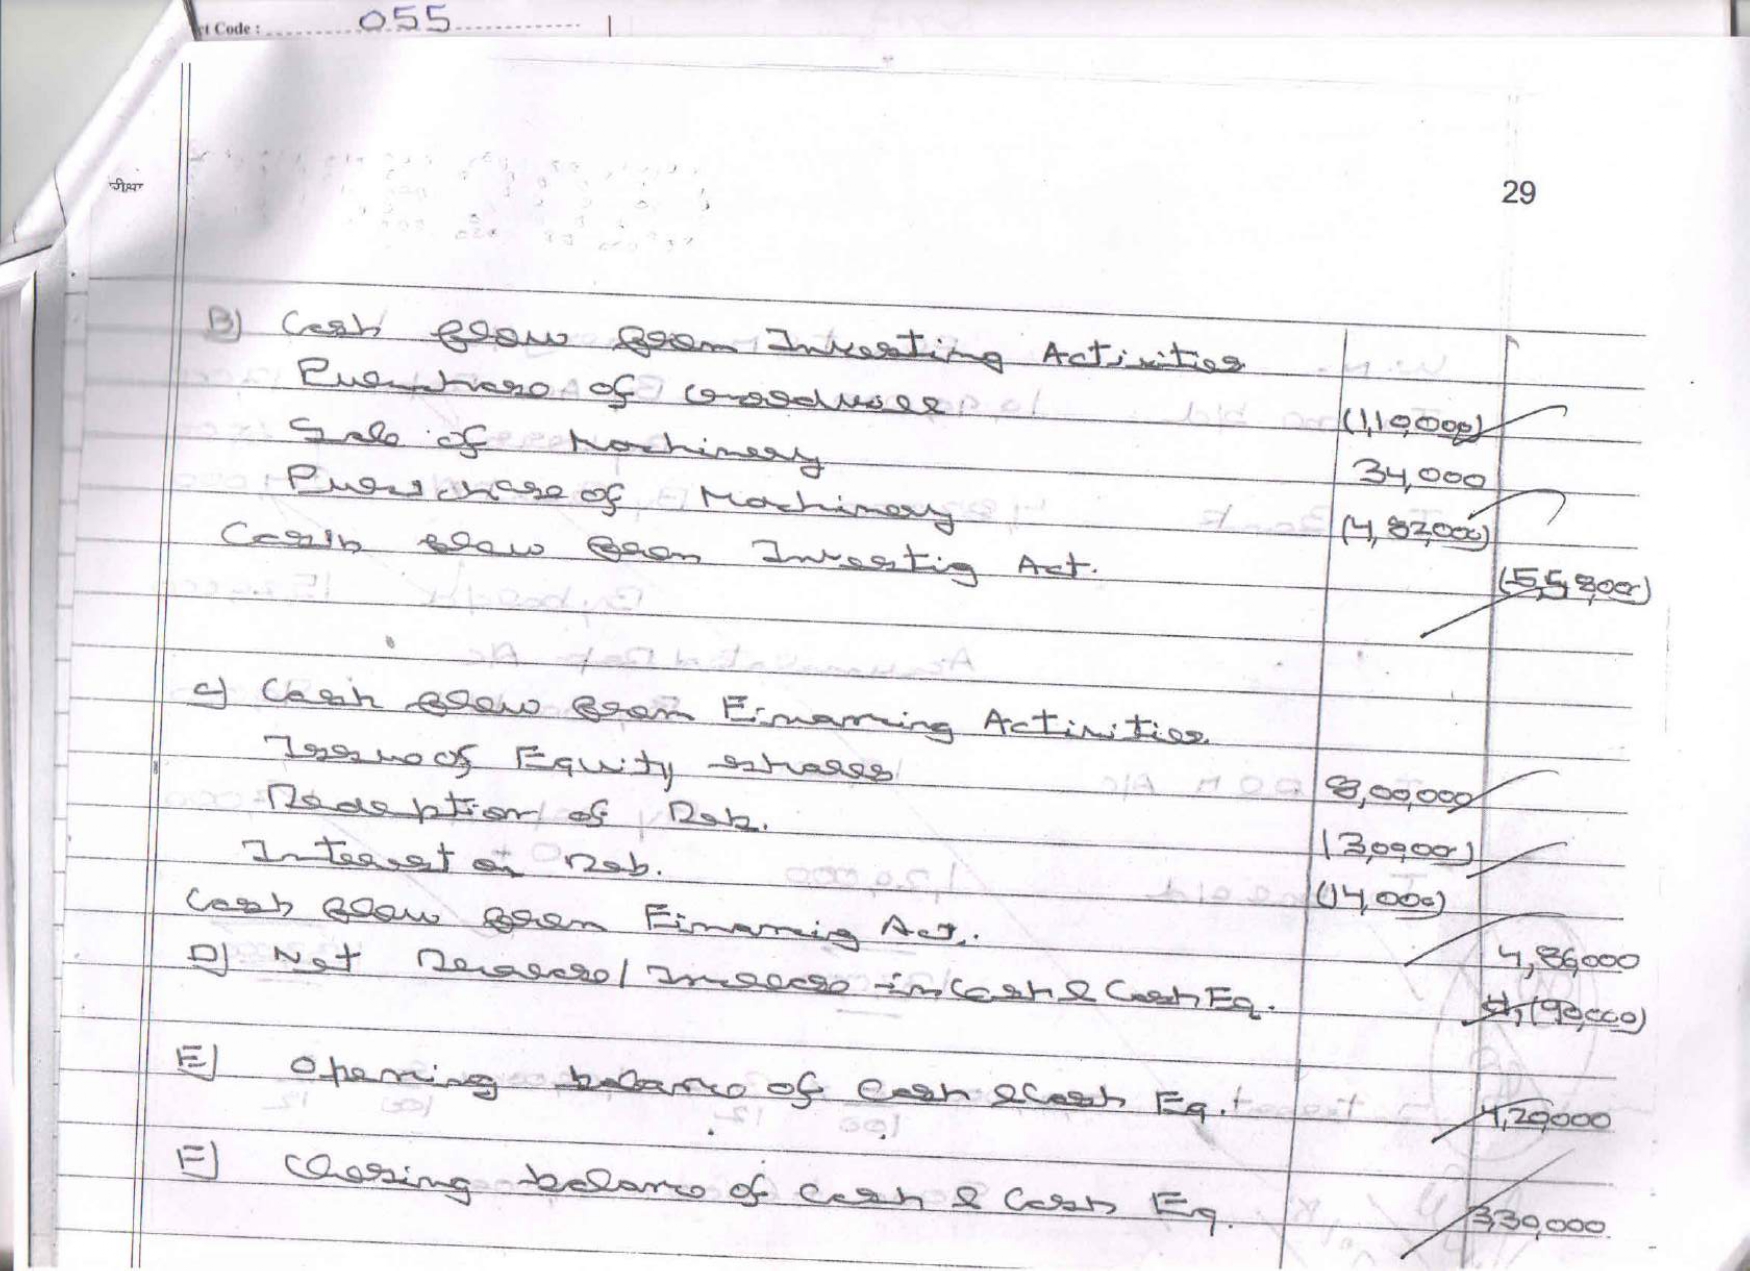 ct Code : 055
29
B) Cash flow from Investing Activities
Purchase of Goodwill (1,10,000)
Sale of Machinery 34,000
Purchase of Machinery (4,82,000)
Cash flow from Investig Act. (5,58,000)
C) Cash flow from Financing Activities
Issue of Equity shares 8,00,000
Redeption of Deb. (3,00,000)
Interest on Deb. (14,000)
Cash flow from Financig Act. 4,86,000
D) Net Decrease/Increase in Cash & Cash Eq. (90,000)
E) Opening balance of Cash & Cash Eq. 4,20,000
F) Closing balance of Cash & Cash Eq. 3,30,000